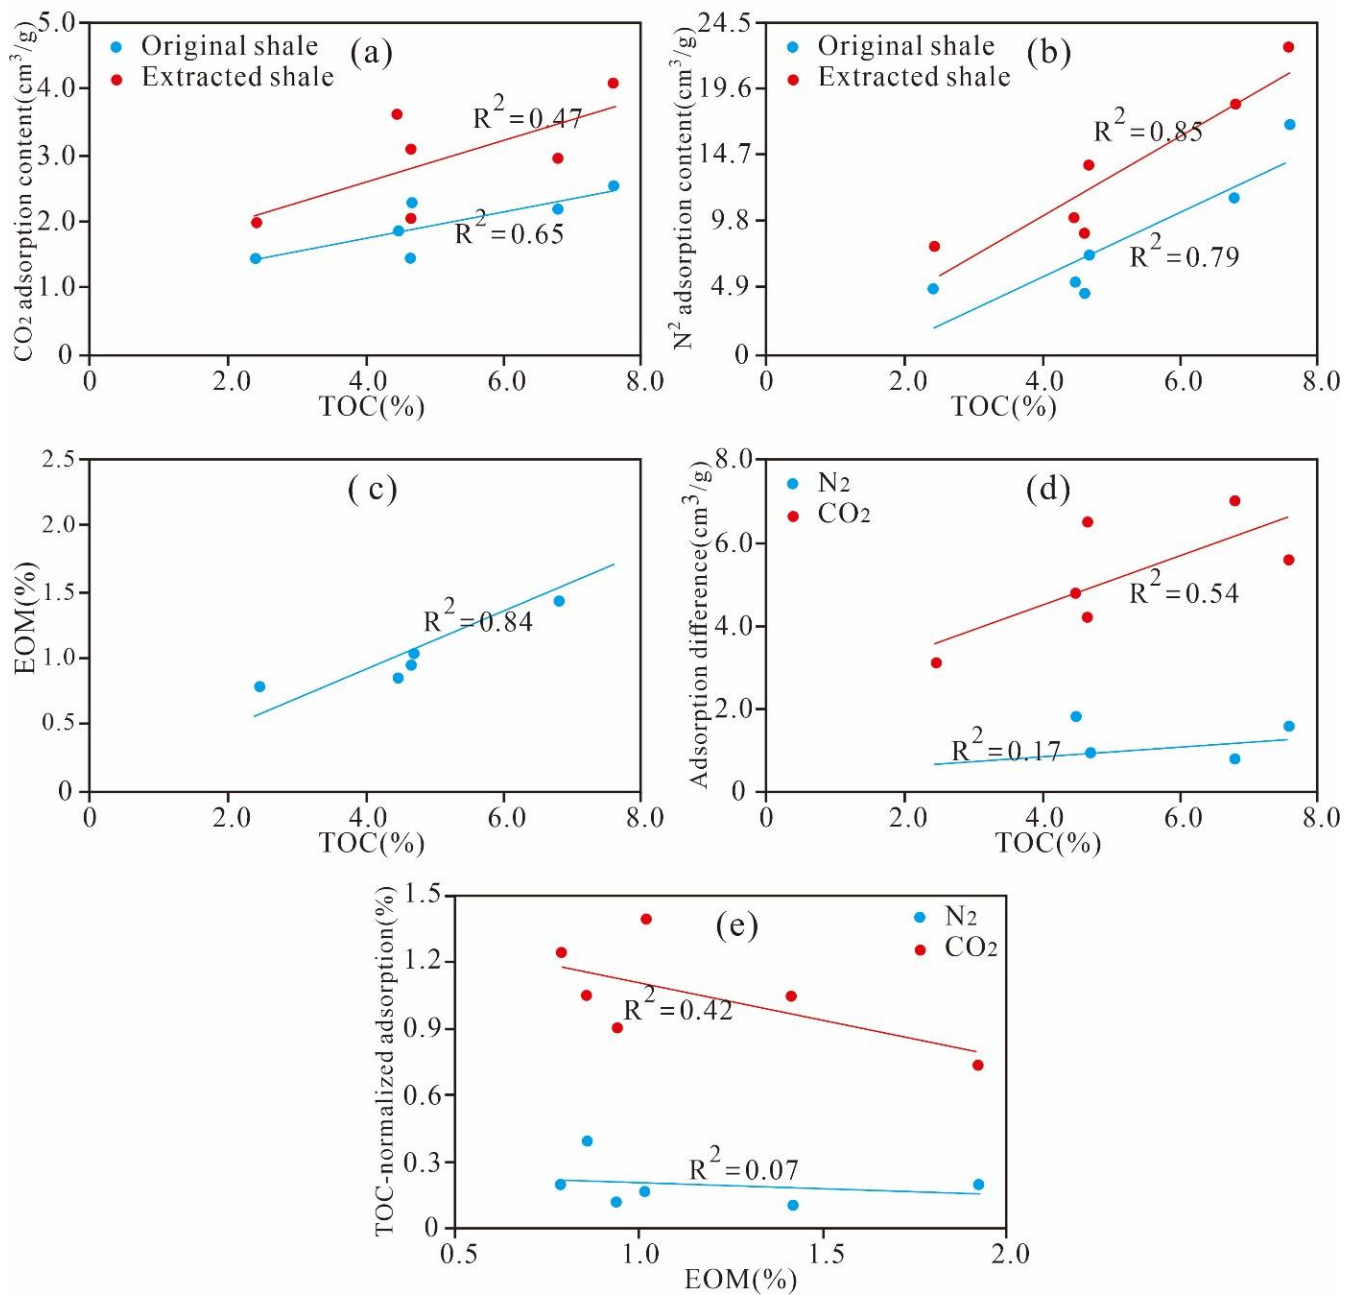 CO₂ adsorption content(cm³/g)
5.0
4.0
3.0
2.0
1.0
0
Original shale
Extracted shale
(a)
R²=0.47
R²=0.65
0 2.0 4.0 6.0 8.0
TOC(%)
N² adsorption content(cm³/g)
24.5
19.6
14.7
9.8
4.9
0
Original shale
Extracted shale
(b)
R²=0.85
R²=0.79
0 2.0 4.0 6.0 8.0
TOC(%)
EOM(%)
2.5
2.0
1.5
1.0
0.5
0
(c)
R²=0.84
0 2.0 4.0 6.0 8.0
TOC(%)
Adsorption difference(cm³/g)
8.0
6.0
4.0
2.0
0
N₂
CO₂
(d)
R²=0.54
R²=0.17
0 2.0 4.0 6.0 8.0
TOC(%)
TOC-normalized adsorption(%)
1.5
1.2
0.9
0.6
0.3
0
(e)
N₂
CO₂
R²=0.42
R²=0.07
0.5 1.0 1.5 2.0
EOM(%)